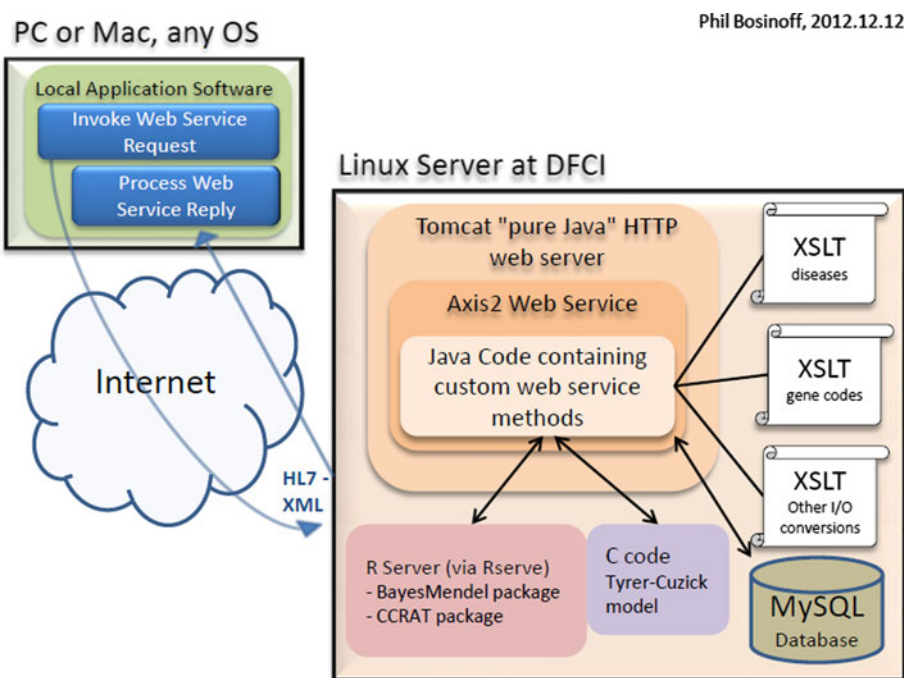 Phil Bosinoff, 2012.12.12
PC or Mac, any OS
Local Application Software
Invoke Web Service
Request
Process Web
Service Reply
Internet
HL7 -
XML
Linux Server at DFCI
Tomcat "pure Java" HTTP
web server
Axis2 Web Service
Java Code containing
custom web service
methods
XSLT
diseases
XSLT
gene codes
XSLT
Other I/O
conversions
R Server (via Rserve)
- BayesMendel package
- CCRAT package
C code
Tyrer-Cuzick
model
MySQL
Database